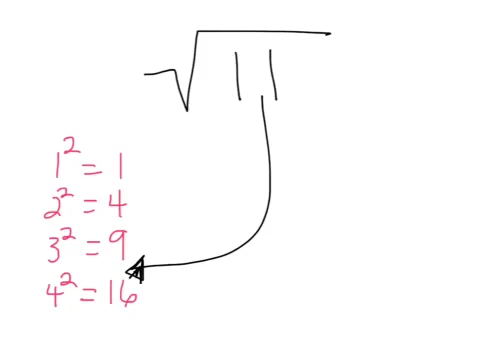 √11
1² = 1
2² = 4
3² = 9
4² = 16